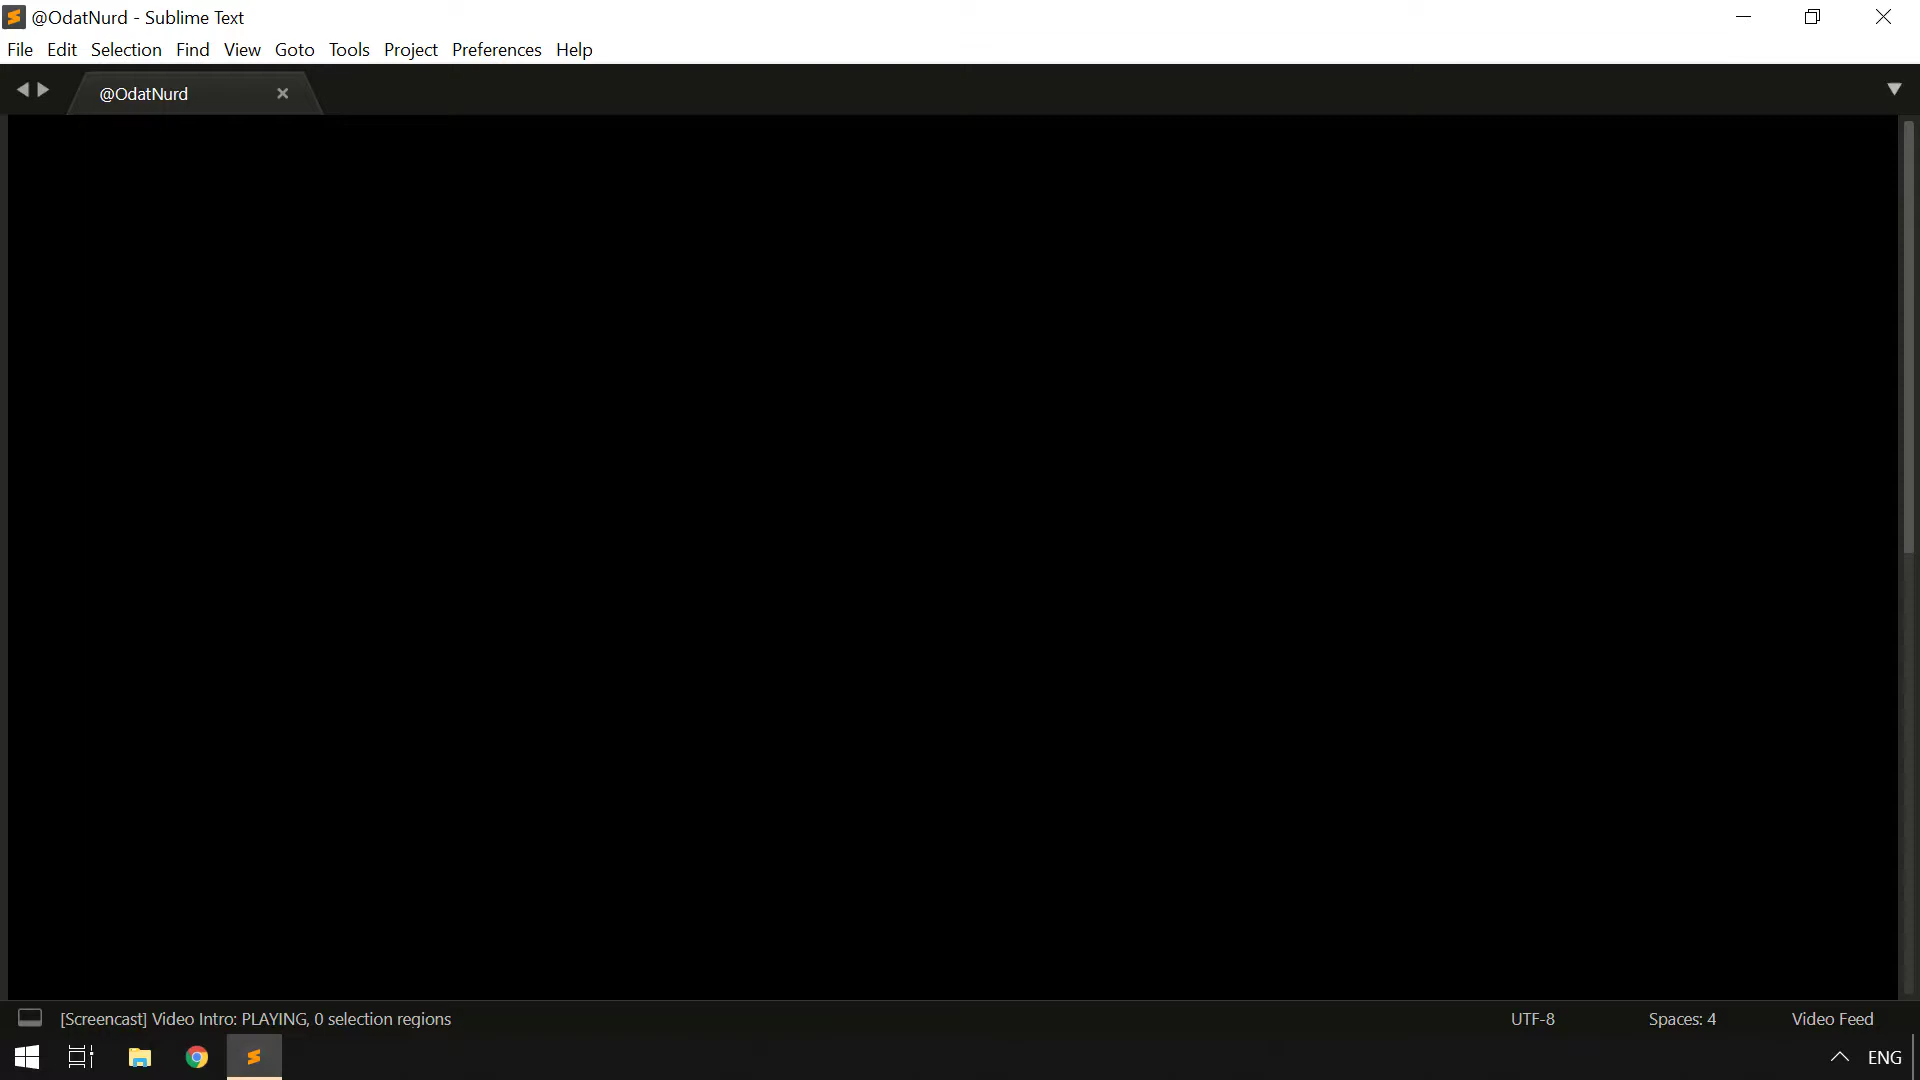 @OdatNurd - Sublime Text
File Edit Selection Find View Goto Tools Project Preferences Help
@OdatNurd
[Screencast] Video Intro: PLAYING, 0 selection regions UTF-8 Spaces: 4 Video Feed
ENG